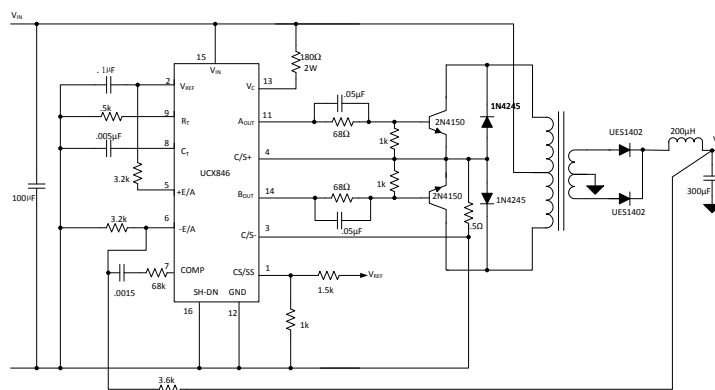 VIN
180Ω
2W
15
VIN
.1µF
2
VREF
VC
13
.05µF
1N4245
.5k
9
RT
AOUT
11
68Ω
2N4150
.005µF
8
CT
1k
UES1402
200µH
V
C/S+
4
UCX846
3.2k
5
+E/A
1k
BOUT
14
68Ω
2N4150
1N4245
100µF
300µF
UES1402
3.2k
6
-E/A
.05µF
.5Ω
C/S-
3
7
COMP
CS/SS
1
VREF
.0015
68k
1.5k
SH-DN
GND
16
12
1k
3.6k